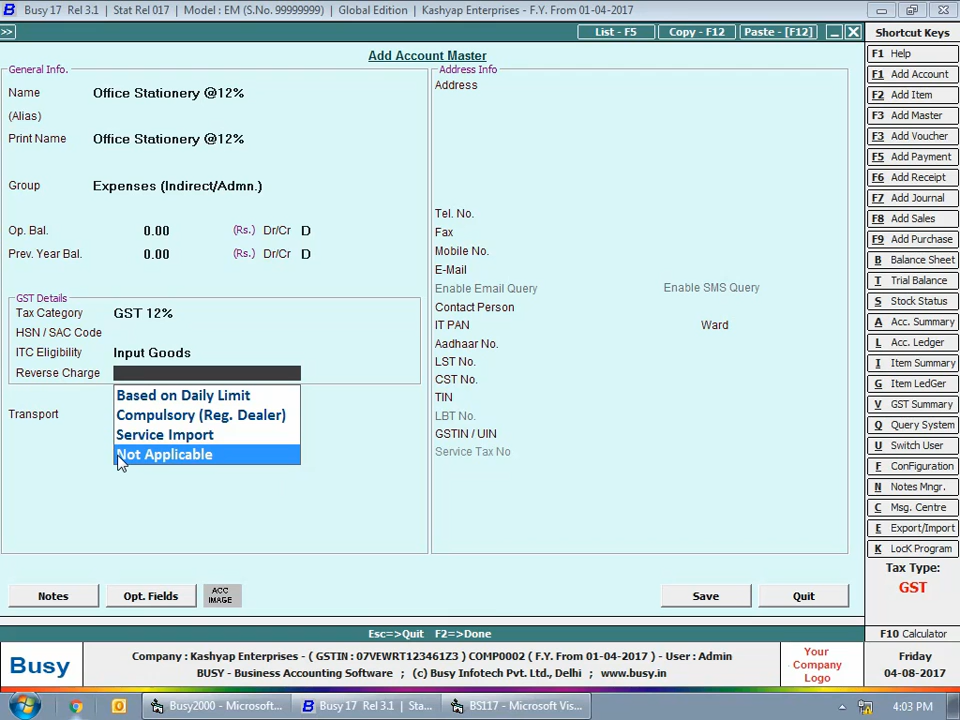 Busy 17 Rel 3.1 | Stat Rel 17 | Model : EM (S.No. 99999999) | Global Edition | Kashyap Enterprises - F.Y. From 01-04-2017
>>
List - F5
Copy - F12
Paste - [F12]
Shortcut Keys
Add Account Master
General Info.
Name Office Stationery @12%
(Alias)
Print Name Office Stationery @12%
Group Expenses (Indirect/Admn.)
Op. Bal. 0.00 (Rs.) Dr/Cr D
Prev. Year Bal. 0.00 (Rs.) Dr/Cr D
GST Details
Tax Category GST 12%
HSN / SAC Code
ITC Eligibility Input Goods
Reverse Charge
Based on Daily Limit
Compulsory (Reg. Dealer)
Service Import
Not Applicable
Transport
Address Info
Address
Tel. No.
Fax
Mobile No.
E-Mail
Enable Email Query Enable SMS Query
Contact Person
IT PAN Ward
Aadhaar No.
LST No.
CST No.
TIN
LBT No.
GSTIN / UIN
Service Tax No
F1 Help
F1 Add Account
F2 Add Item
F3 Add Master
F3 Add Voucher
F5 Add Payment
F6 Add Receipt
F7 Add Journal
F8 Add Sales
F9 Add Purchase
B Balance Sheet
T Trial Balance
S Stock Status
A Acc. Summary
L Acc. Ledger
I Item Summary
G Item LedGer
V GST Summary
Q Query System
U Switch User
F ConFiguration
N Notes Mngr.
C Msg. Centre
E Export/Import
K LocK Program
Tax Type:
GST
F10 Calculator
Notes
Opt. Fields
ACC
IMAGE
Save
Quit
Esc=>Quit F2=>Done
Busy
Company : Kashyap Enterprises - ( GSTIN : 07VEWRT123461Z3 ) COMP0002 ( F.Y. From 01-04-2017 ) - User : Admin
BUSY - Business Accounting Software ; (c) Busy Infotech Pvt. Ltd., Delhi ; www.busy.in
Your
Company
Logo
Friday
04-08-2017
Busy2000 - Microsoft...
Busy 17 Rel 3.1 | Sta...
BS117 - Microsoft Vis...
4:03 PM